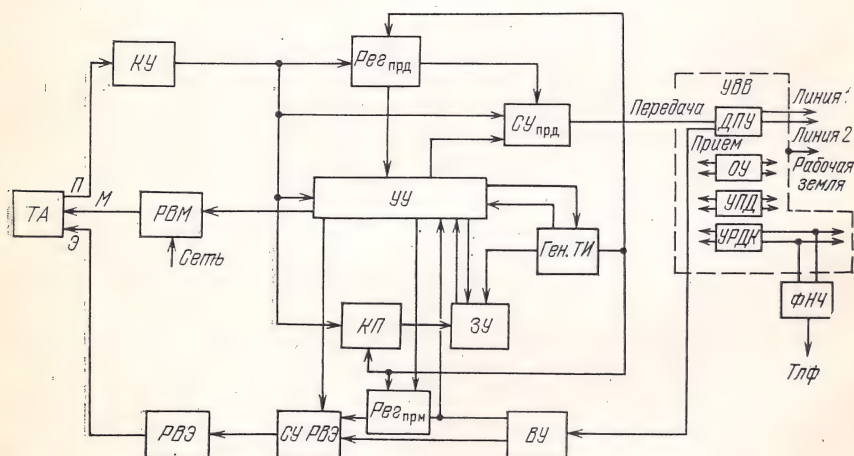 КУ
Рег прд
СУ прд
Передача
УВВ
ДПУ
Линия 1
Линия 2
Рабочая
земля
Прием
ОУ
УПД
УРДК
ФНЧ
Тлф
П
М
Э
ТА
РВМ
Сеть
УУ
Ген. ТИ
КП
ЗУ
Рег прм
РВЭ
СУ РВЭ
ВУ